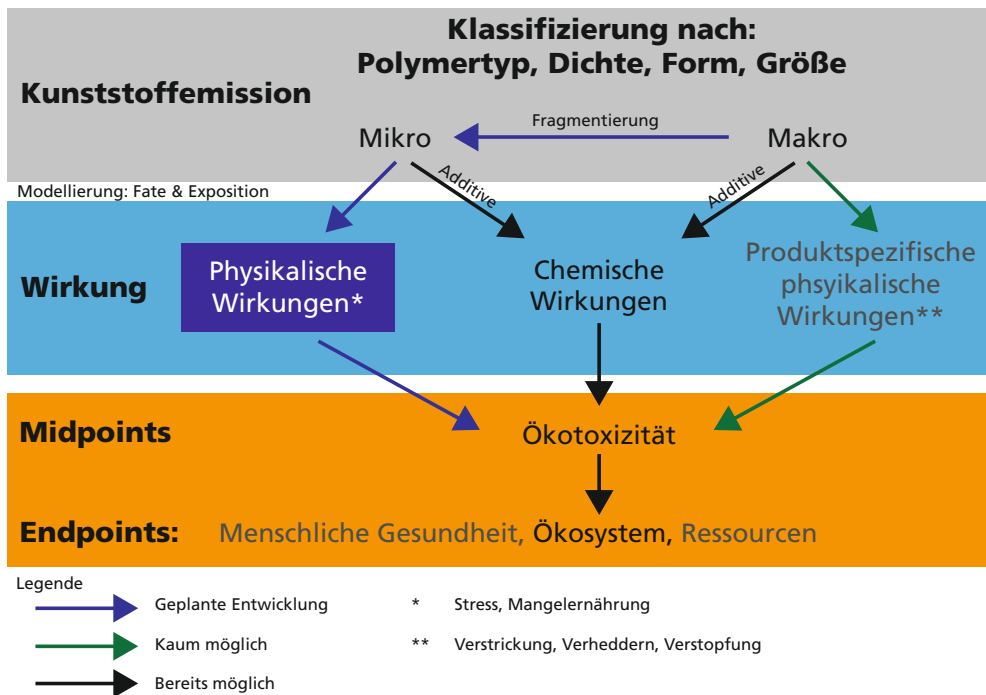 Klassifizierung nach:
Polymertyp, Dichte, Form, Größe
Kunststoffemission
Fragmentierung
Mikro
Makro
Additive
Additive
Modellierung: Fate & Exposition
Wirkung
Physikalische
Wirkungen*
Chemische
Wirkungen
Produktspezifische
phsyikalische
Wirkungen**
Midpoints
Ökotoxizität
Endpoints: Menschliche Gesundheit, Ökosystem, Ressourcen
Legende
Geplante Entwicklung
* Stress, Mangelernährung
Kaum möglich
** Verstrickung, Verheddern, Verstopfung
Bereits möglich